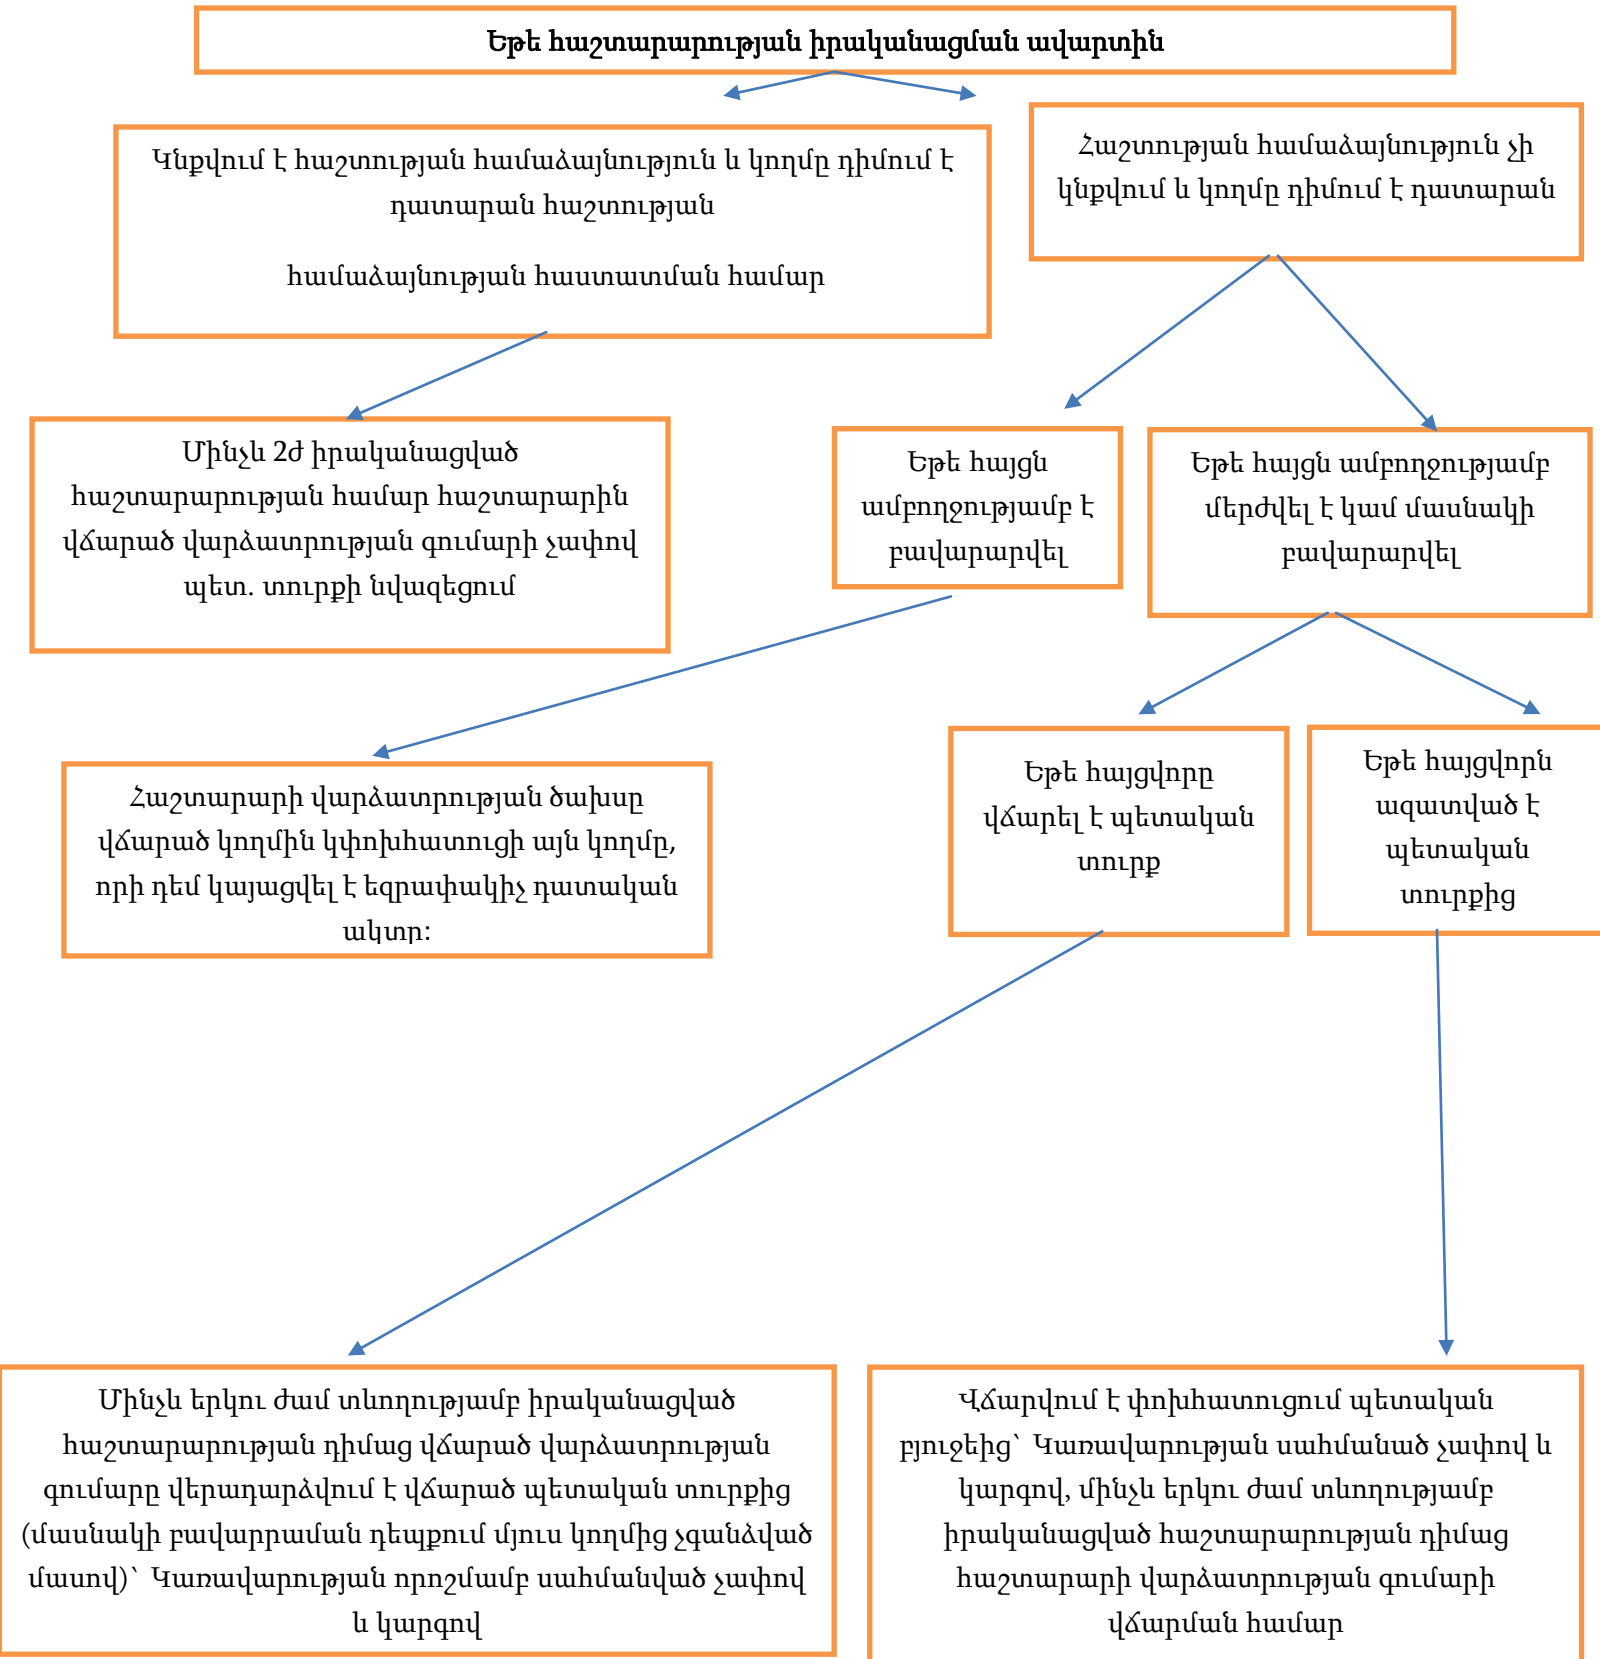 Եթե հաշտարարության իրականացման ավարտին
Կնքվում է հաշտության համաձայնություն և կողմը դիմում է
դատարան հաշտության
համաձայնության հաստատման համար
Հաշտության համաձայնություն չի
կնքվում և կողմը դիմում է դատարան
Մինչև 2ժ իրականացված
հաշտարարության համար հաշտարարին
վճարած վարձատրության գումարի չափով
պետ. տուրքի նվազեցում
Եթե հայցն
ամբողջությամբ է
բավարարվել
Եթե հայցն ամբողջությամբ
մերժվել է կամ մասնակի
բավարարվել
Հաշտարարի վարձատրության ծախսը
վճարած կողմին կփոխհատուցի այն կողմը,
որի դեմ կայացվել է եզրափակիչ դատական
ակտը:
Եթե հայցվորը
վճարել է պետական
տուրք
Եթե հայցվորն
ազատված է
պետական
տուրքից
Մինչև երկու ժամ տևողությամբ իրականացված
հաշտարարության դիմաց վճարած վարձատրության
գումարը վերադարձվում է վճարած պետական տուրքից
(մասնակի բավարրաման դեպքում մյուս կողմից չգանձված
մասով)` Կառավարության որոշմամբ սահմանված չափով
և կարգով
Վճարվում է փոխհատուցում պետական
բյուջեից` Կառավարության սահմանած չափով և
կարգով, մինչև երկու ժամ տևողությամբ
իրականացված հաշտարարության դիմաց
հաշտարարի վարձատրության գումարի
վճարման համար